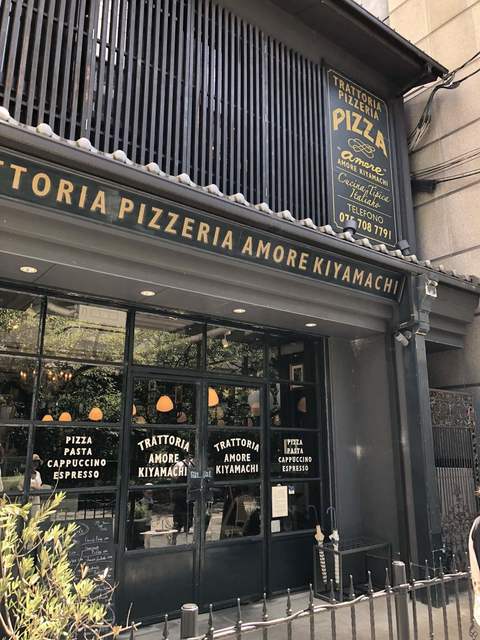 TRATTORIA
PIZZERIA
PIZZA
amore
AMORE KIYAMACHI
Cucina Tipica
Italiana
TELEFONO
075 708 7791
TTORIA PIZZERIA AMORE KIYAMACHI
PIZZA
PASTA
CAPPUCCINO
ESPRESSO
TRATTORIA
AMORE
KIYAMACHI
TRATTORIA
AMORE
KIYAMACHI
PIZZA
PASTA
CAPPUCCINO
ESPRESSO